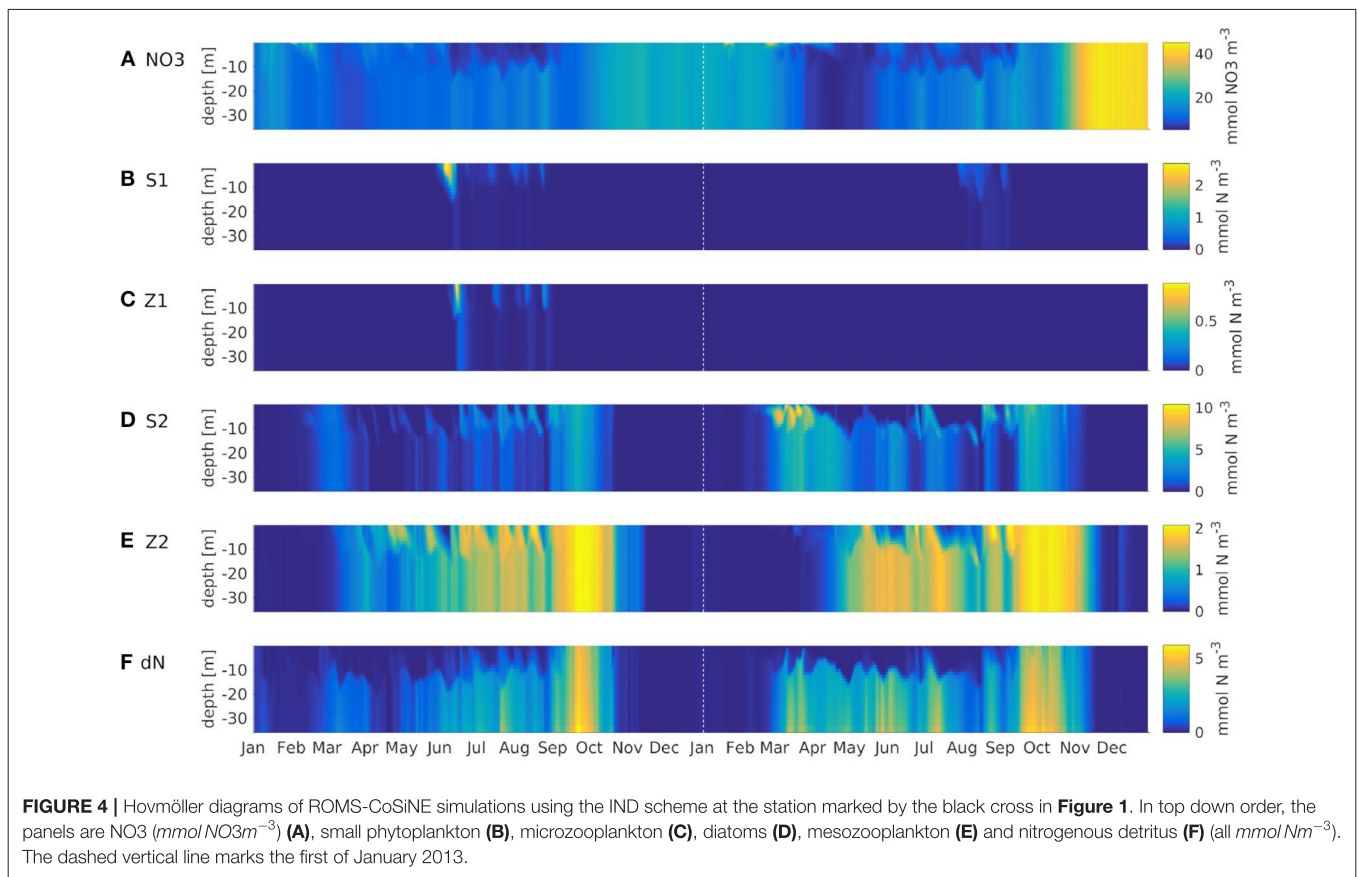 A NO3
depth [m]
-10
-20
-30
40
20
mmol NO3 m-3
B S1
depth [m]
-10
-20
-30
2
1
0
mmol N m-3
C Z1
depth [m]
-10
-20
-30
0.5
0
mmol N m-3
D S2
depth [m]
-10
-20
-30
10
5
0
mmol N m-3
E Z2
depth [m]
-10
-20
-30
2
1
0
mmol N m-3
F dN
depth [m]
-10
-20
-30
5
0
mmol N m-3
Jan Feb Mar Apr May Jun Jul Aug Sep Oct Nov Dec Jan Feb Mar Apr May Jun Jul Aug Sep Oct Nov Dec
FIGURE 4 | Hovmöller diagrams of ROMS-CoSiNE simulations using the IND scheme at the station marked by the black cross in Figure 1. In top down order, the
panels are NO3 (mmol NO3m−3) (A), small phytoplankton (B), microzooplankton (C), diatoms (D), mesozooplankton (E) and nitrogenous detritus (F) (all mmol Nm−3).
The dashed vertical line marks the first of January 2013.